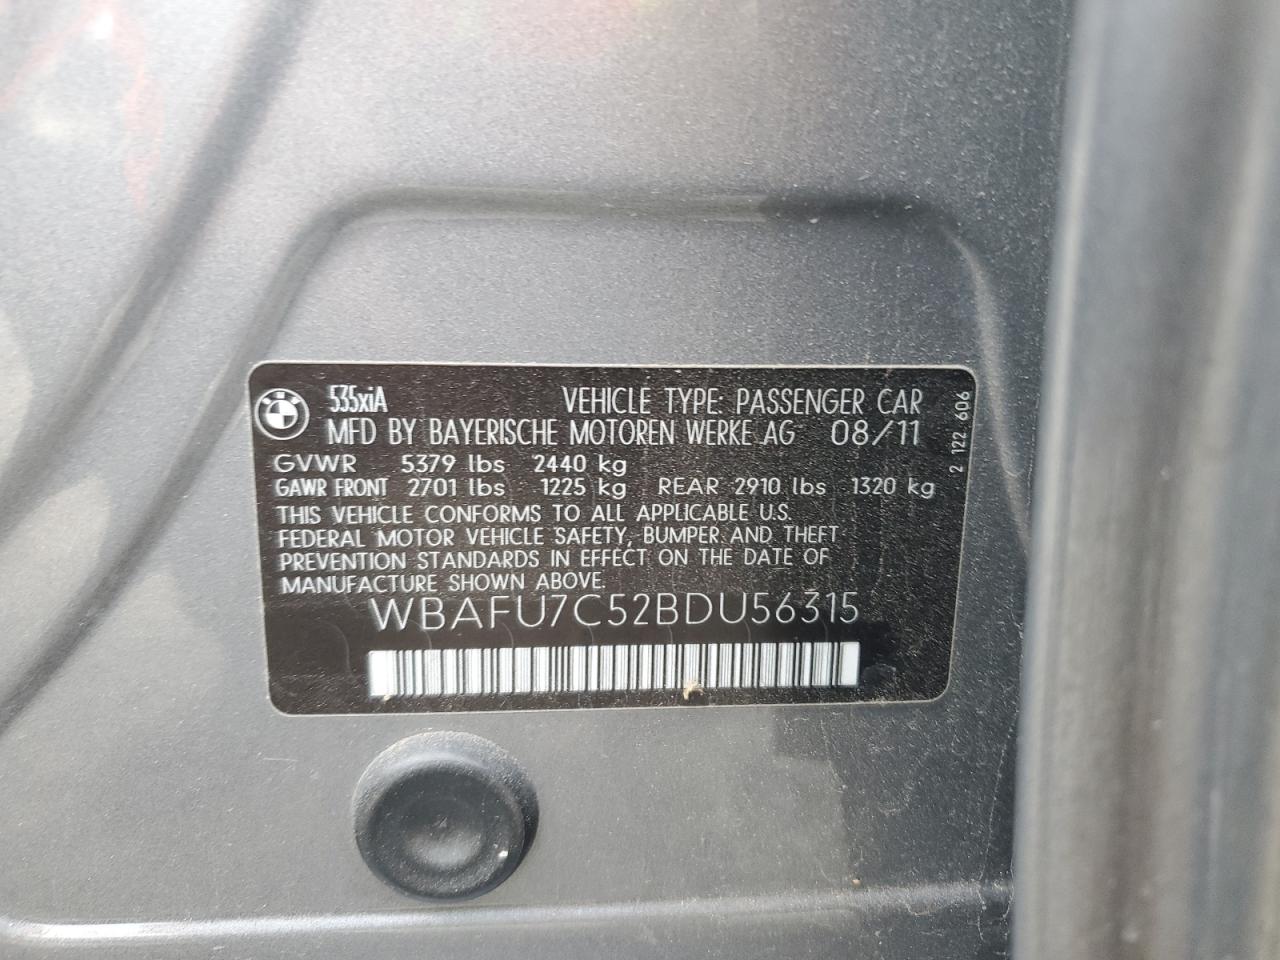 535xiA VEHICLE TYPE: PASSENGER CAR
MFD BY BAYERISCHE MOTOREN WERKE AG 08/11
GVWR 5379 lbs 2440 kg
GAWR FRONT 2701 lbs 1225 kg REAR 2910 lbs 1320 kg
THIS VEHICLE CONFORMS TO ALL APPLICABLE U.S.
FEDERAL MOTOR VEHICLE SAFETY, BUMPER AND THEFT
PREVENTION STANDARDS IN EFFECT ON THE DATE OF
MANUFACTURE SHOWN ABOVE.
WBAFU7C52BDU56315
2 122 606